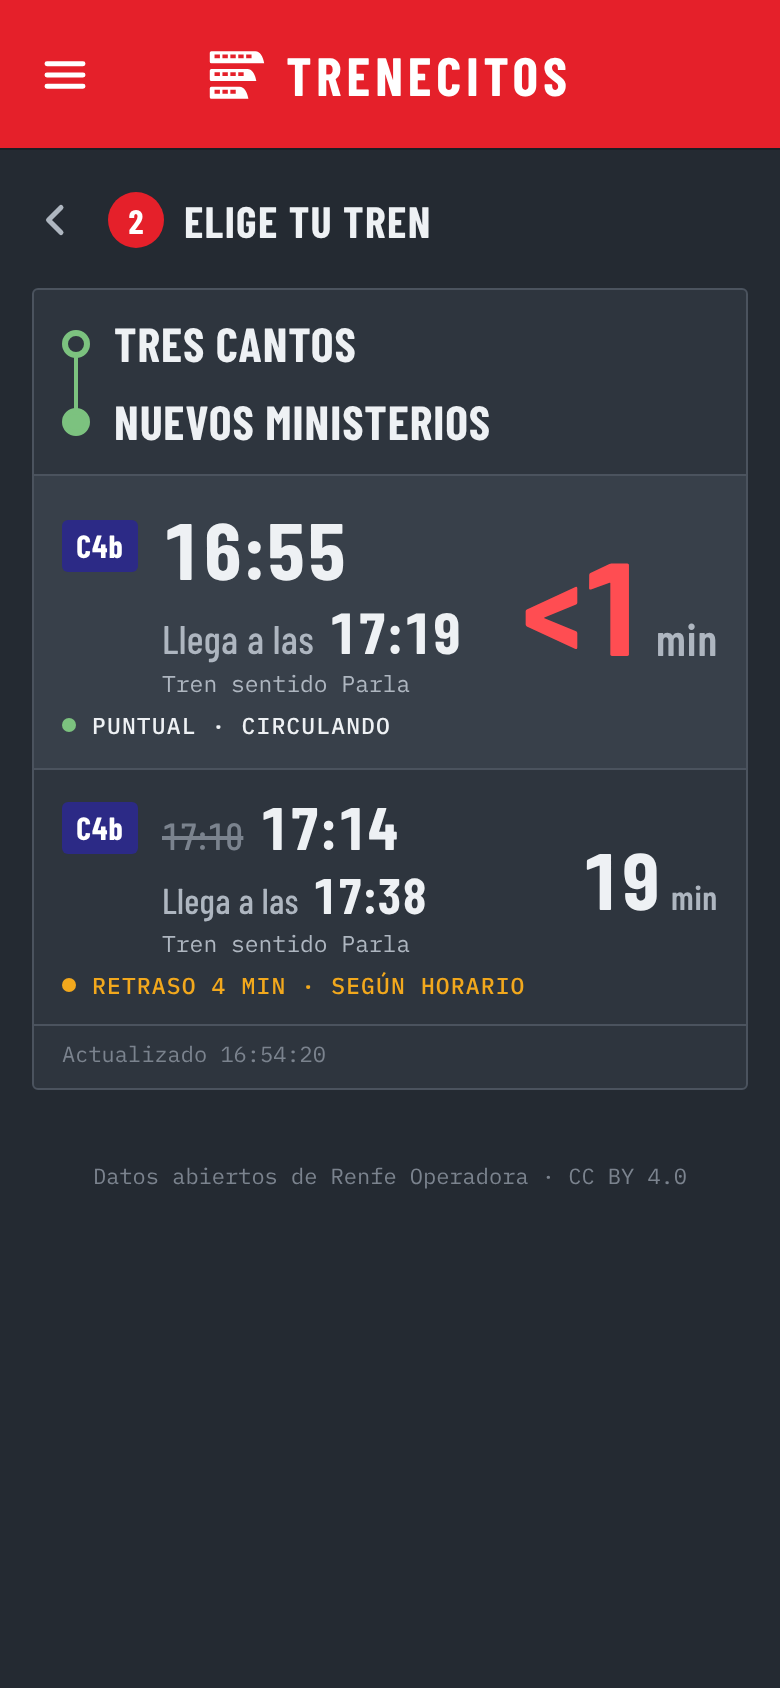 TRENECITOS
2 ELIGE TU TREN
TRES CANTOS
NUEVOS MINISTERIOS
C4b 16:55
<1 min
Llega a las 17:19
Tren sentido Parla
PUNTUAL · CIRCULANDO
C4b 17:10 17:14
19 min
Llega a las 17:38
Tren sentido Parla
RETRASO 4 MIN · SEGÚN HORARIO
Actualizado 16:54:20
Datos abiertos de Renfe Operadora · CC BY 4.0